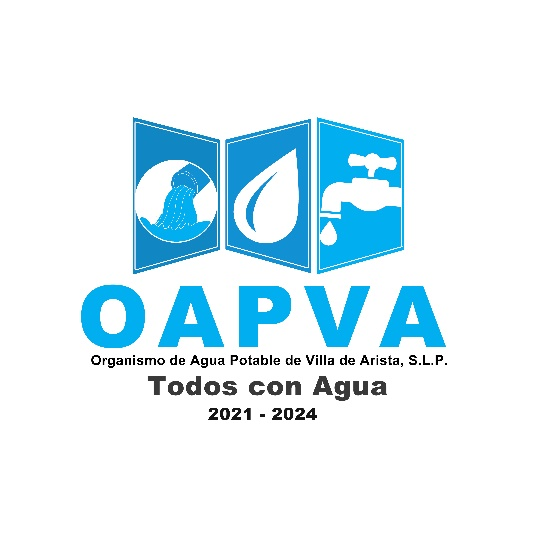 OAPVA
Organismo de Agua Potable de Villa de Arista, S.L.P.
Todos con Agua
2021 - 2024